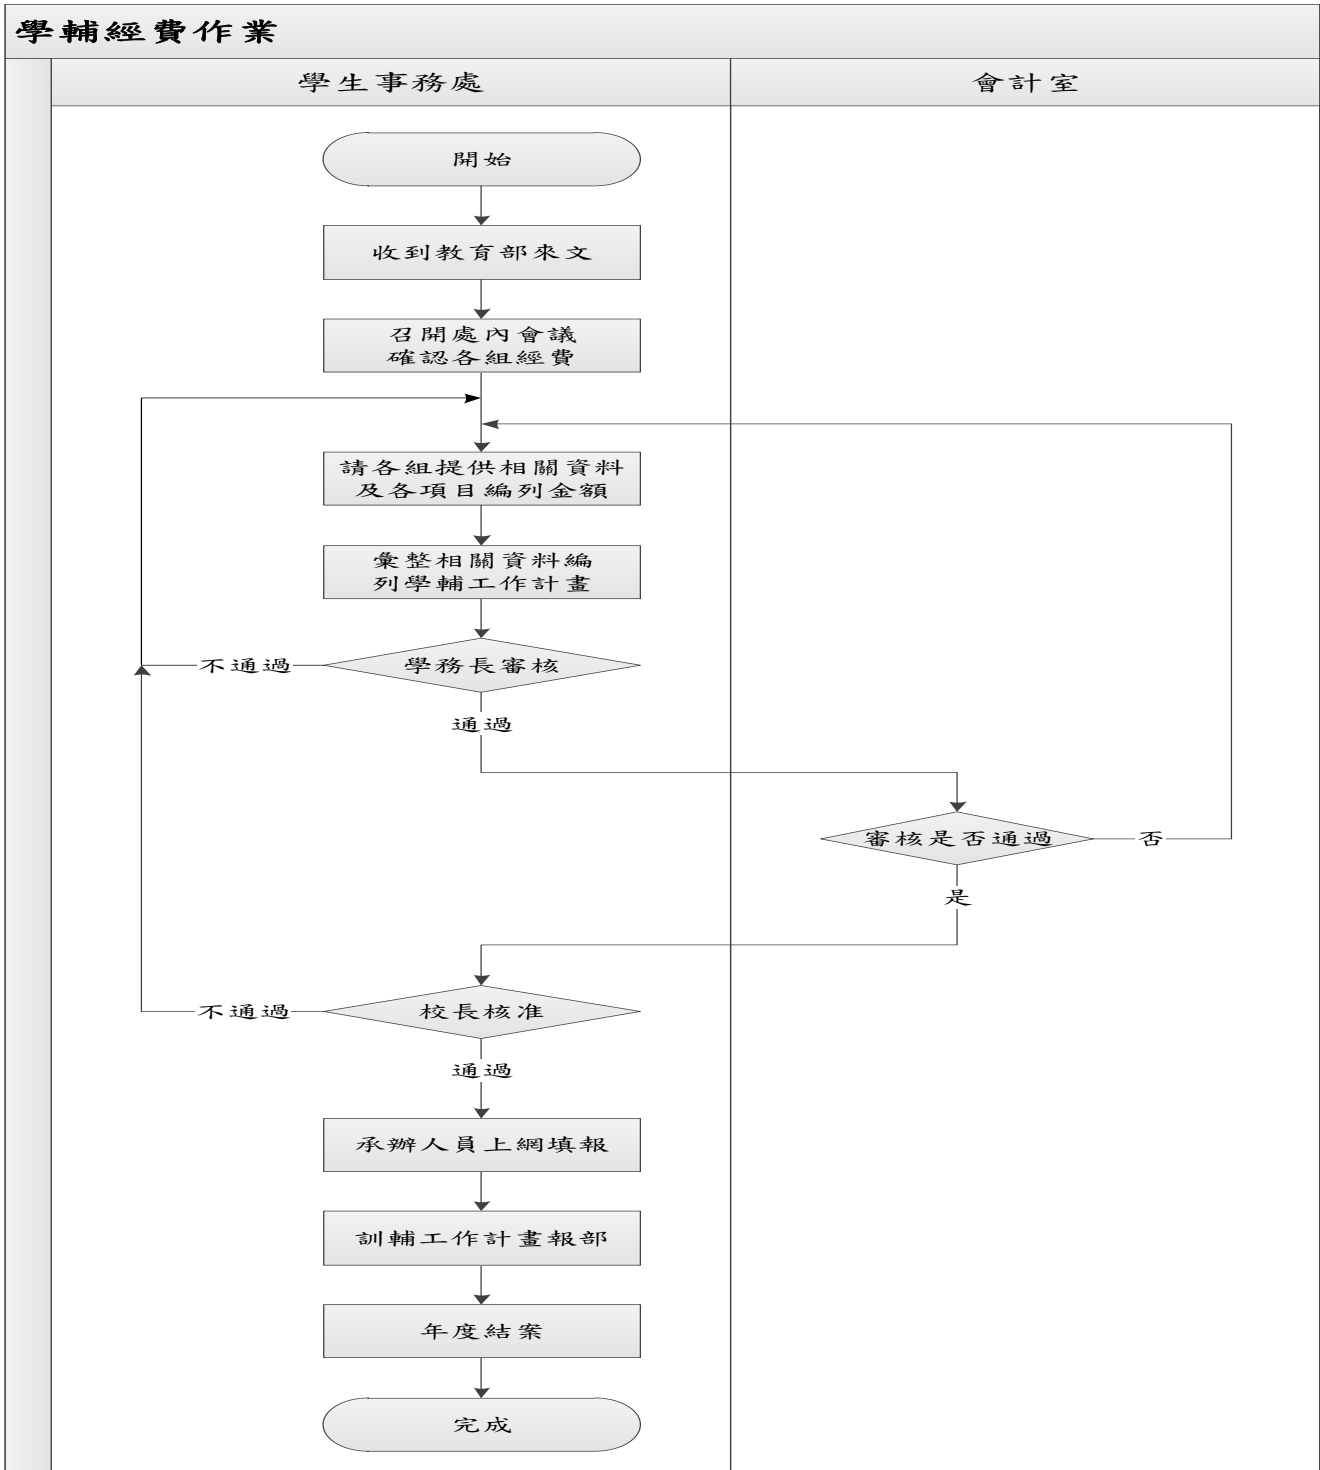 學輔經費作業
學生事務處
會計室
開始
收到教育部來文
召開處內會議
確認各組經費
請各組提供相關資料
及各項目編列金額
彙整相關資料編
列學輔工作計畫
學務長審核
不通過
通過
審核是否通過
否
是
校長核准
不通過
通過
承辦人員上網填報
訓輔工作計畫報部
年度結案
完成